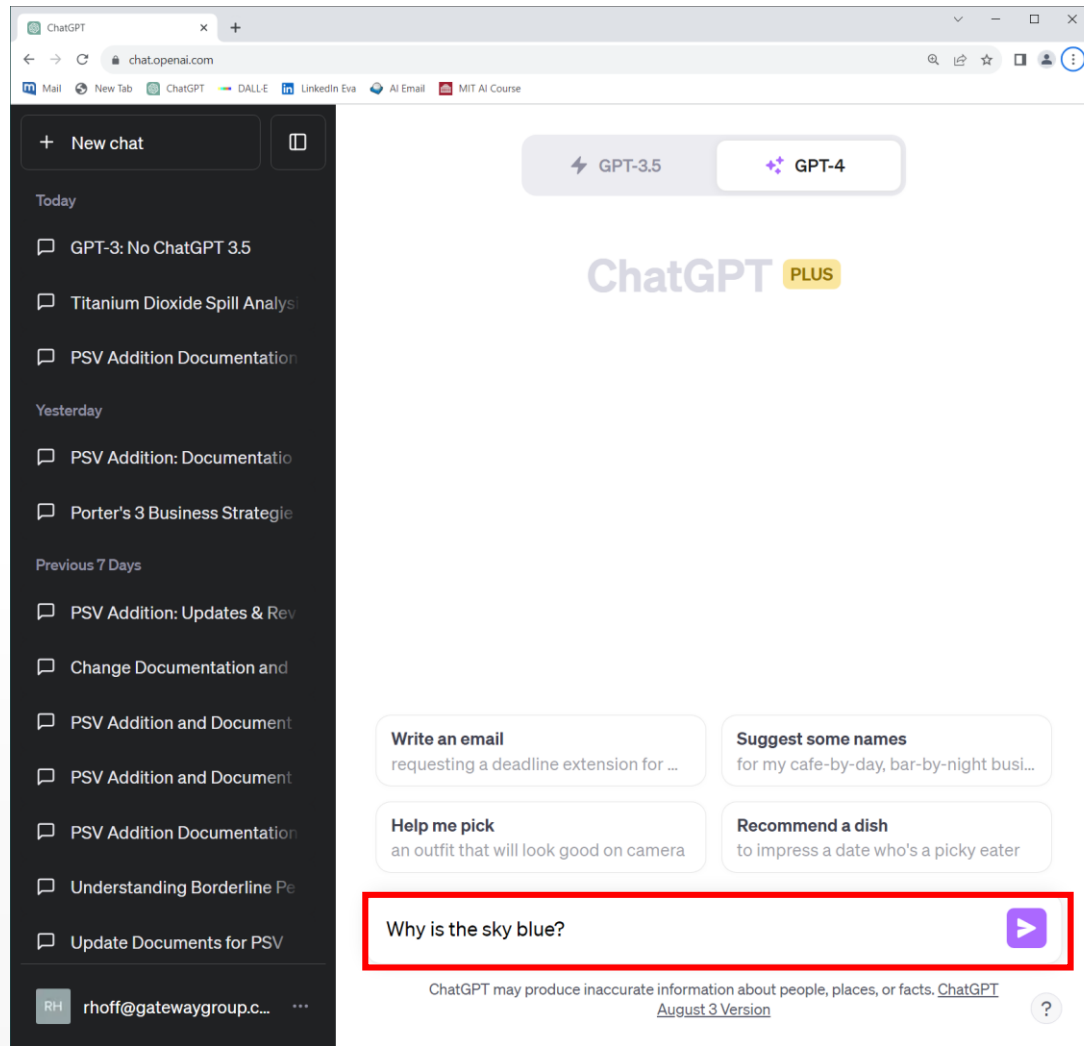 ChatGPT
chat.openai.com
Mail New Tab ChatGPT DALL·E LinkedIn Eva AI Email MIT AI Course
New chat
Today
GPT-3: No ChatGPT 3.5
Titanium Dioxide Spill Analysi
PSV Addition Documentation
Yesterday
PSV Addition: Documentatio
Porter's 3 Business Strategie
Previous 7 Days
PSV Addition: Updates & Rev
Change Documentation and
PSV Addition and Document
PSV Addition and Document
PSV Addition Documentation
Understanding Borderline Pe
Update Documents for PSV
RH rhoff@gatewaygroup.c...
GPT-3.5 GPT-4
ChatGPT PLUS
Write an email
requesting a deadline extension for ...
Suggest some names
for my cafe-by-day, bar-by-night busi...
Help me pick
an outfit that will look good on camera
Recommend a dish
to impress a date who's a picky eater
Why is the sky blue?
ChatGPT may produce inaccurate information about people, places, or facts. ChatGPT
August 3 Version
?